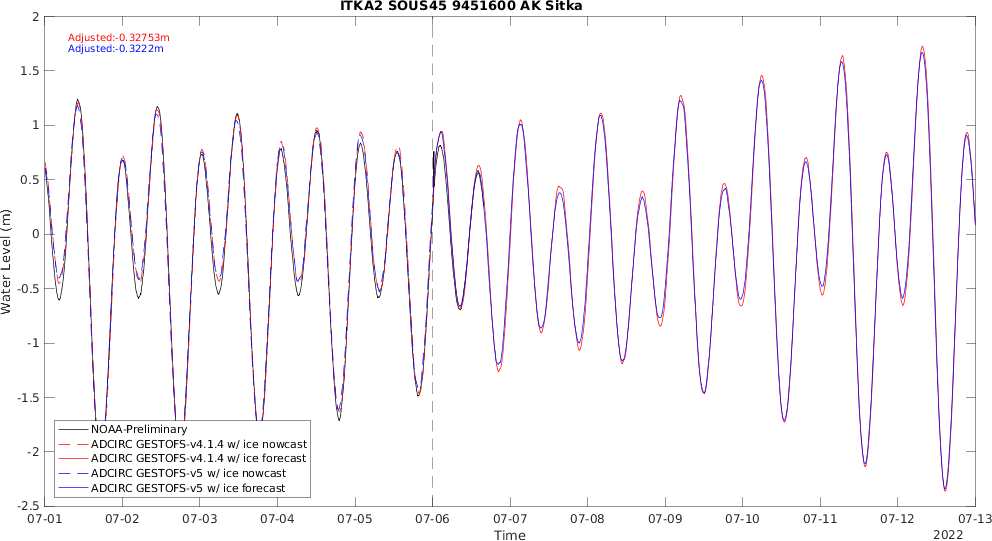 ITKA2 SOUS45 9451600 AK Sitka
Adjusted:-0.32753m
Adjusted:-0.3222m
2
1.5
1
0.5
0
-0.5
-1
-1.5
-2
-2.5
Water Level (m)
NOAA-Preliminary
ADCIRC GESTOFS-v4.1.4 w/ ice nowcast
ADCIRC GESTOFS-v4.1.4 w/ ice forecast
ADCIRC GESTOFS-v5 w/ ice nowcast
ADCIRC GESTOFS-v5 w/ ice forecast
07-01 07-02 07-03 07-04 07-05 07-06 07-07 07-08 07-09 07-10 07-11 07-12 07-13
Time
2022